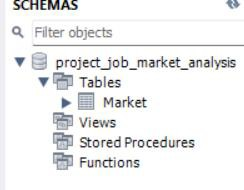 SCHEMAS
Filter objects
project_job_market_analysis
Tables
Market
Views
Stored Procedures
Functions